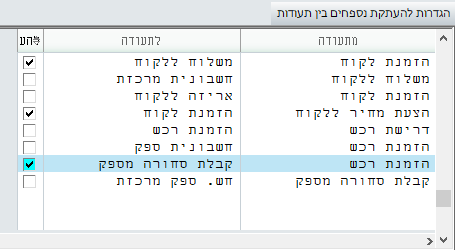 הגדרות להעתקת נספחים בין תעודות
מתעודה לתעודה העתק?
הזמנת לקוח משלוח ללקוח
משלוח ללקוח חשבונית מרכזת
הזמנת לקוח אריזה ללקוח
הצעת מחיר ללקוח הזמנת לקוח
דרישת רכש הזמנת רכש
הזמנת רכש חשבונית ספק
הזמנת רכש קבלת סחורה מספק
קבלת סחורה מספק חש. ספק מרכזת